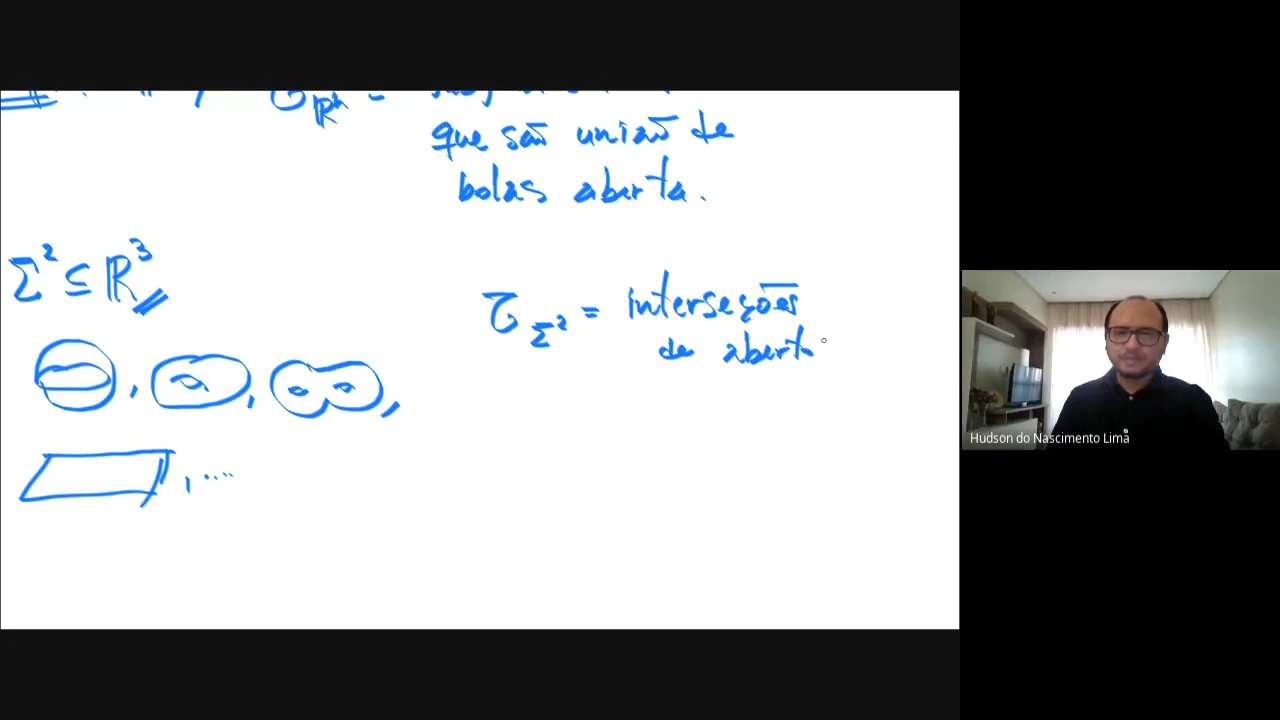 que são união de
bolas aberta.
Σ² ⊆ ℝ³
τ_Σ² = interseções
de aberto
, , ,
, ....
Hudson do Nascimento Lima